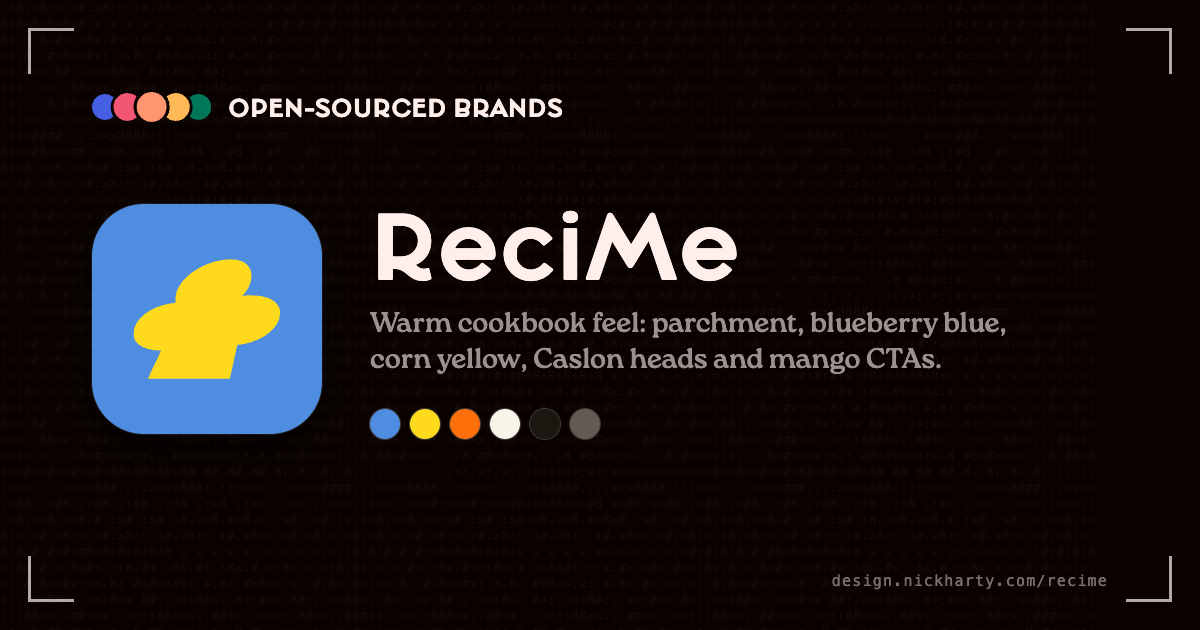 OPEN-SOURCED BRANDS
ReciMe
Warm cookbook feel: parchment, blueberry blue,
corn yellow, Caslon heads and mango CTAs.
design.nickharty.com/recime